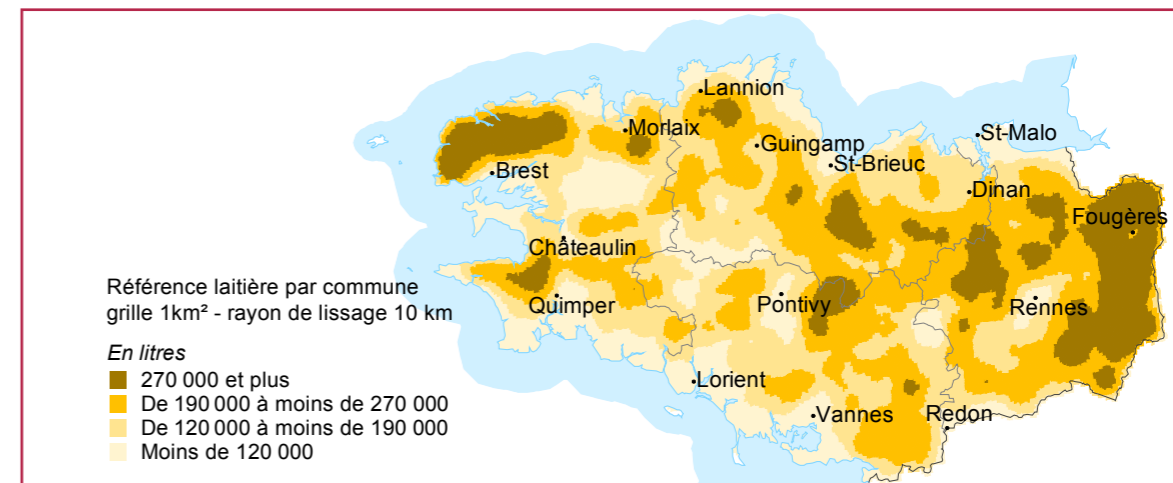 Lannion
Morlaix
St-Malo
Guingamp
St-Brieuc
Brest
Dinan
Fougères
Châteaulin
Référence laitière par commune
grille 1km² - rayon de lissage 10 km
Quimper
Pontivy
Rennes
En litres
270 000 et plus
De 190 000 à moins de 270 000
De 120 000 à moins de 190 000
Moins de 120 000
Lorient
Vannes
Redon